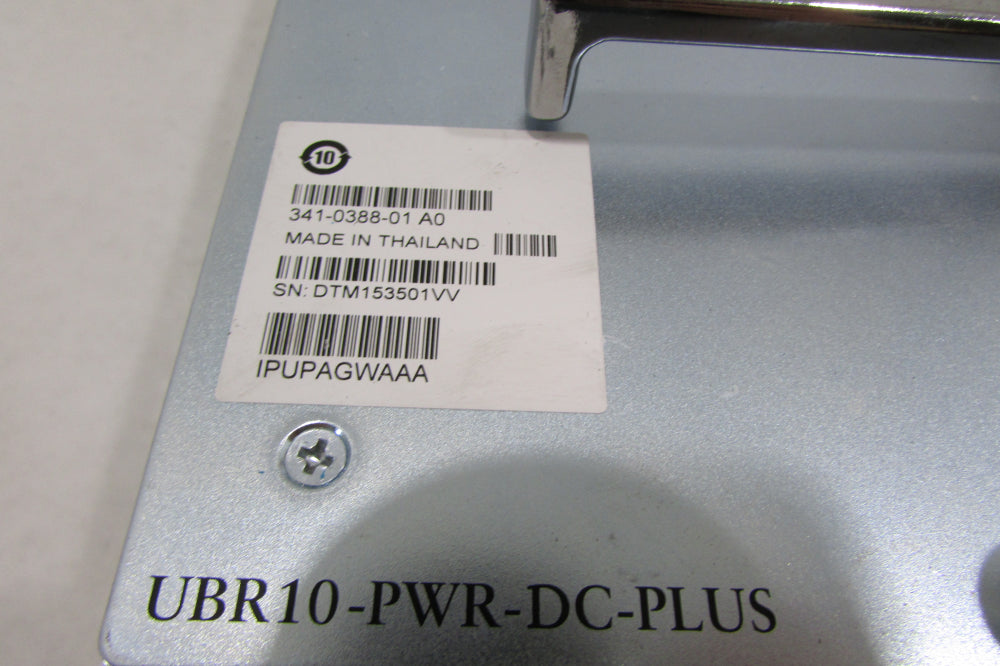 10
341-0388-01 A0
MADE IN THAILAND
SN: DTM153501VV
IPUPAGWAAA
UBR10-PWR-DC-PLUS